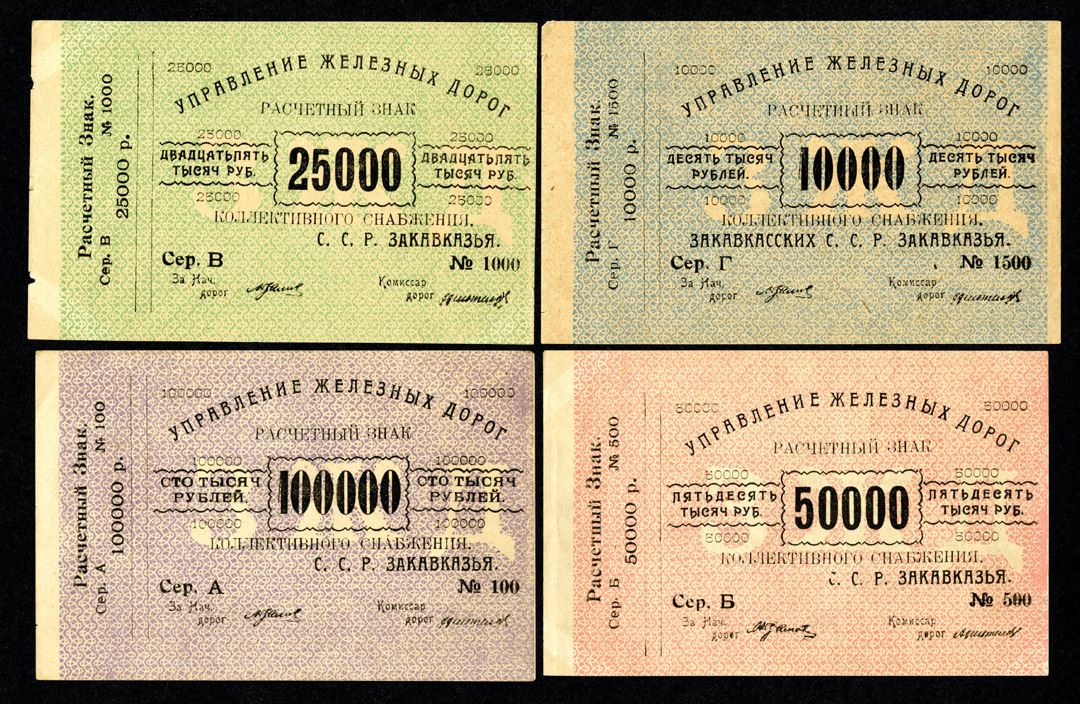 Расчетный Знак.
Сер. В № 1000
25000 р.
25000 25000
УПРАВЛЕНИЕ ЖЕЛЕЗНЫХ ДОРОГ
РАСЧЕТНЫЙ ЗНАК
25000 25000
ДВАДЦАТЬПЯТЬ
ТЫСЯЧ РУБ.
25000
ДВАДЦАТЬПЯТЬ
ТЫСЯЧ РУБ.
25000 25000
КОЛЛЕКТИВНОГО СНАБЖЕНИЯ.
С. С. Р. ЗАКАВКАЗЬЯ.
Сер. В № 1000
За Нач.
дорог
Комиссар
дорог
Расчетный Знак.
Сер. Г № 1500
10000 р.
10000 10000
УПРАВЛЕНИЕ ЖЕЛЕЗНЫХ ДОРОГ
РАСЧЕТНЫЙ ЗНАК
10000 10000
ДЕСЯТЬ ТЫСЯЧ
РУБЛЕЙ.
10000
ДЕСЯТЬ ТЫСЯЧ
РУБЛЕЙ.
10000 10000
КОЛЛЕКТИВНОГО СНАБЖЕНИЯ.
ЗАКАВКАССКИХ С. С. Р. ЗАКАВКАЗЬЯ.
Сер. Г № 1500
За Нач.
дорог
Комиссар
дорог
Расчетный Знак.
Сер. А № 100
100000 р.
100000 100000
УПРАВЛЕНИЕ ЖЕЛЕЗНЫХ ДОРОГ
РАСЧЕТНЫЙ ЗНАК
100000 100000
СТО ТЫСЯЧ
РУБЛЕЙ.
100000
СТО ТЫСЯЧ
РУБЛЕЙ.
100000 100000
КОЛЛЕКТИВНОГО СНАБЖЕНИЯ.
С. С. Р. ЗАКАВКАЗЬЯ.
Сер. А № 100
За Нач.
дорог
Комиссар
дорог
Расчетный Знак.
Сер. Б № 500
50000 р.
50000 50000
УПРАВЛЕНИЕ ЖЕЛЕЗНЫХ ДОРОГ
РАСЧЕТНЫЙ ЗНАК
50000 50000
ПЯТЬДЕСЯТЬ
ТЫСЯЧ РУБ.
50000
ПЯТЬДЕСЯТЬ
ТЫСЯЧ РУБ.
50000 50000
КОЛЛЕКТИВНОГО СНАБЖЕНИЯ.
С. С. Р. ЗАКАВКАЗЬЯ.
Сер. Б № 500
За Нач.
дорог
Комиссар
дорог